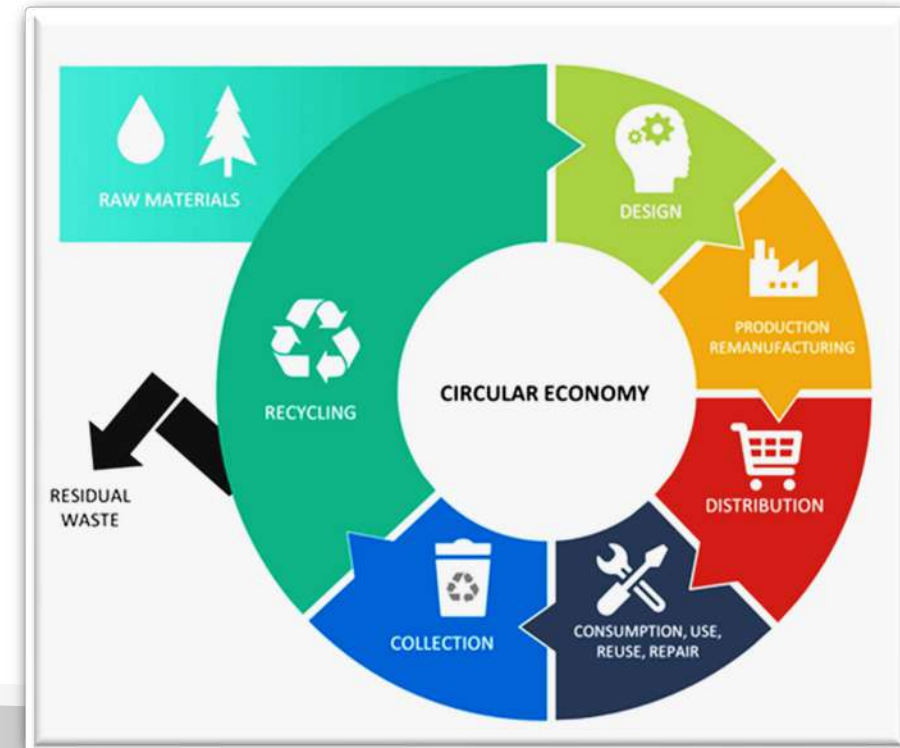 RAW MATERIALS
DESIGN
PRODUCTION
REMANUFACTURING
RECYCLING
CIRCULAR ECONOMY
RESIDUAL
WASTE
DISTRIBUTION
COLLECTION
CONSUMPTION, USE,
REUSE, REPAIR